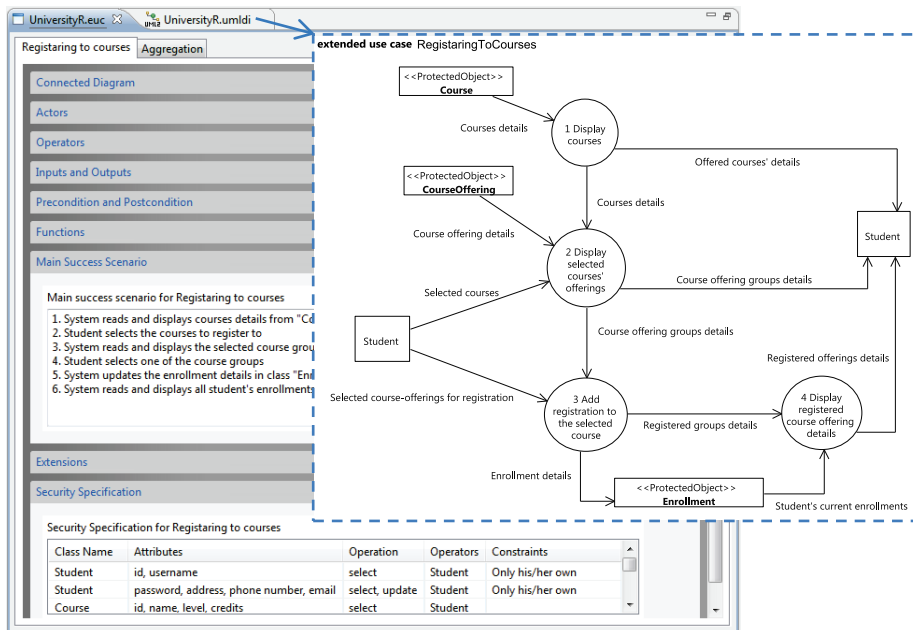 UniversityR.euc
UniversityR.umldi
Registaring to courses
Aggregation
Connected Diagram
Actors
Operators
Inputs and Outputs
Precondition and Postcondition
Functions
Main Success Scenario
Main success scenario for Registaring to courses
1. System reads and displays courses details from "Co
2. Student selects the courses to register to
3. System reads and displays the selected course grou
4. Student selects one of the course groups
5. System updates the enrollment details in class "Enr
6. System reads and displays all student's enrollments
Extensions
Security Specification
Security Specification for Registaring to courses
Class Name Attributes Operation Operators Constraints
Student id, username select Student Only his/her own
Student password, address, phone number, email select, update Student Only his/her own
Course id, name, level, credits select Student
extended use case RegistaringToCourses
<<ProtectedObject>>
Course
Courses details
1 Display
courses
Offered courses' details
<<ProtectedObject>>
CourseOffering
Courses details
Student
Course offering details
2 Display
selected
courses'
offerings
Course offering groups details
Selected courses
Student
Course offering groups details
Registered offerings details
Selected course-offerings for registration
3 Add
registration to
the selected
course
Registered groups details
4 Display
registered
course offering
details
Enrollment details
<<ProtectedObject>>
Enrollment
Student's current enrollments